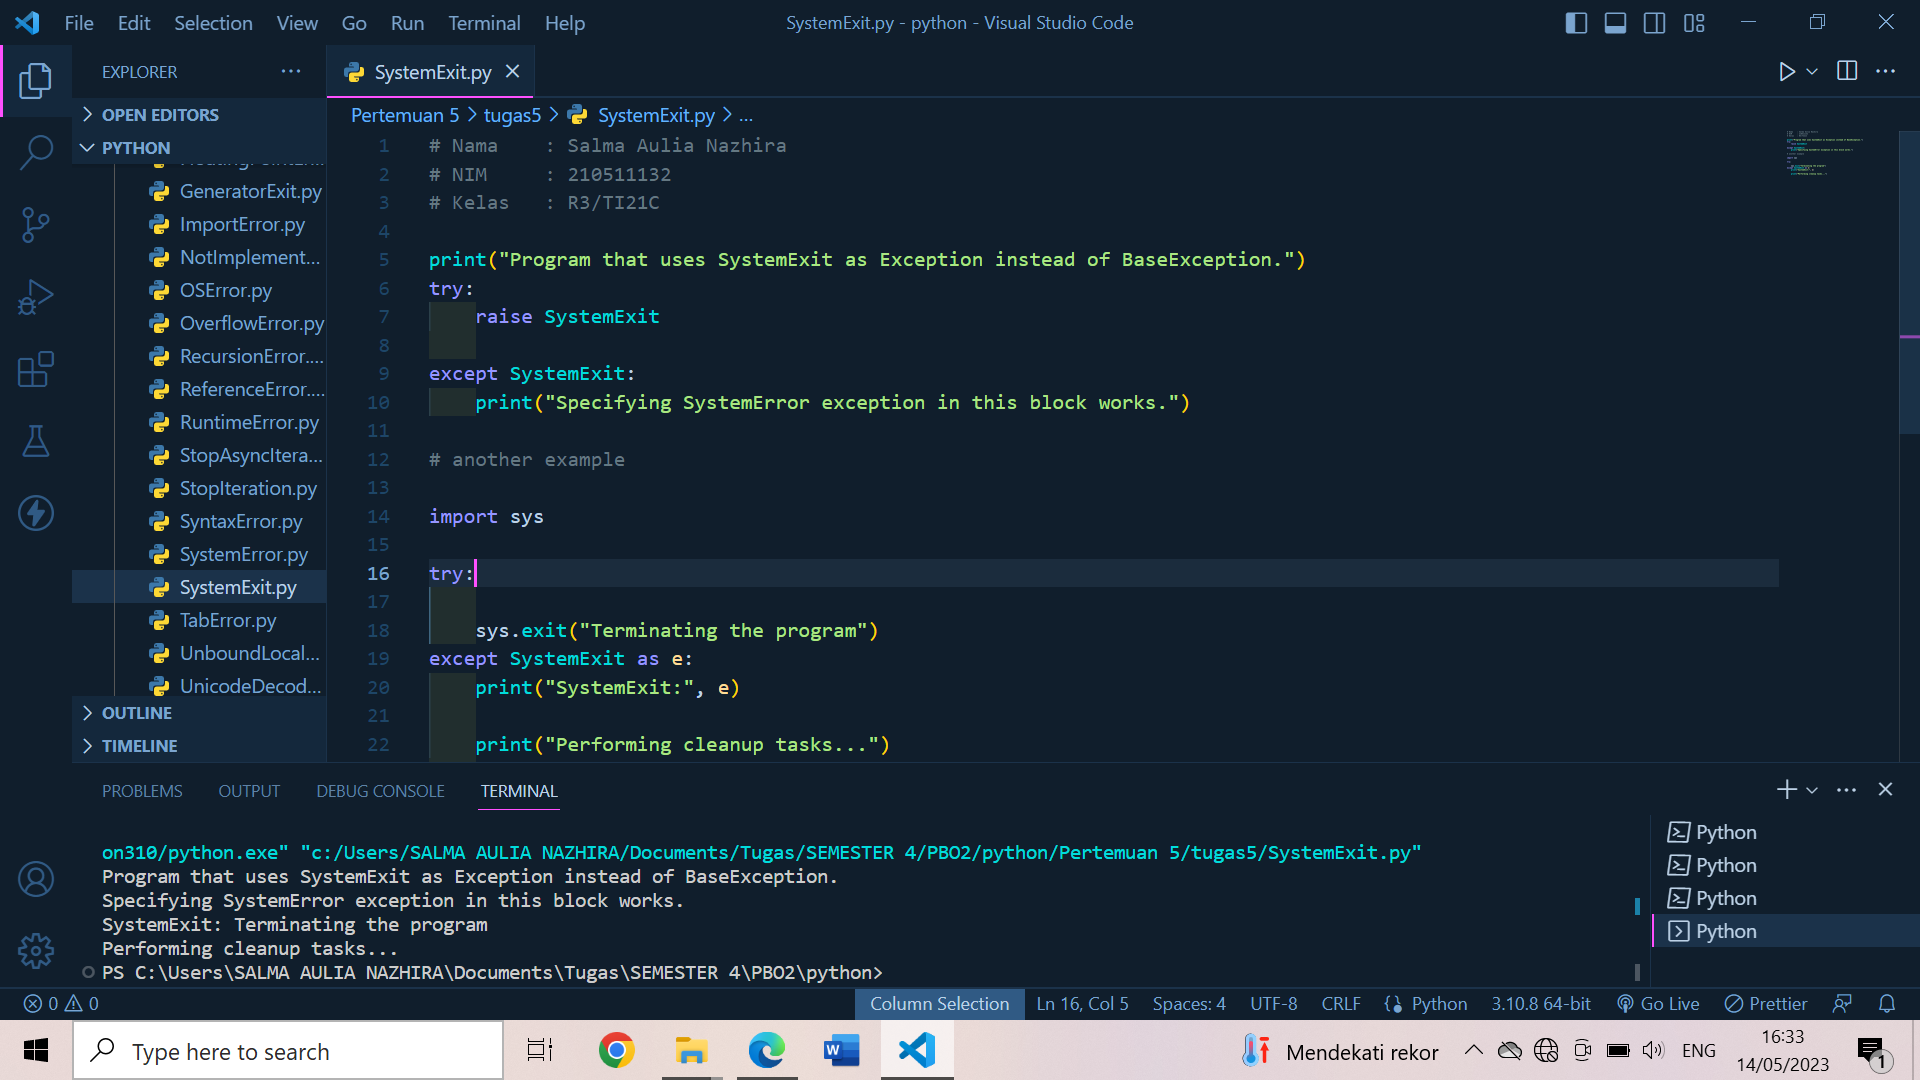 File Edit Selection View Go Run Terminal Help
SystemExit.py - python - Visual Studio Code
EXPLORER
OPEN EDITORS
PYTHON
GeneratorExit.py
ImportError.py
NotImplement...
OSError.py
OverflowError.py
RecursionError....
ReferenceError....
RuntimeError.py
StopAsyncItera...
StopIteration.py
SyntaxError.py
SystemError.py
SystemExit.py
TabError.py
UnboundLocal...
UnicodeDecod...
OUTLINE
TIMELINE
SystemExit.py
Pertemuan 5 > tugas5 > SystemExit.py > ...
1 # Nama    : Salma Aulia Nazhira
2 # NIM     : 210511132
3 # Kelas   : R3/TI21C
4
5 print("Program that uses SystemExit as Exception instead of BaseException.")
6 try:
7     raise SystemExit
8
9 except SystemExit:
10     print("Specifying SystemError exception in this block works.")
11
12 # another example
13
14 import sys
15
16 try:
17
18     sys.exit("Terminating the program")
19 except SystemExit as e:
20     print("SystemExit:", e)
21
22     print("Performing cleanup tasks...")
PROBLEMS OUTPUT DEBUG CONSOLE TERMINAL
on310/python.exe" "c:/Users/SALMA AULIA NAZHIRA/Documents/Tugas/SEMESTER 4/PBO2/python/Pertemuan 5/tugas5/SystemExit.py"
Program that uses SystemExit as Exception instead of BaseException.
Specifying SystemError exception in this block works.
SystemExit: Terminating the program
Performing cleanup tasks...
PS C:\Users\SALMA AULIA NAZHIRA\Documents\Tugas\SEMESTER 4\PBO2\python>
Python
Python
Python
Python
0 0 Column Selection Ln 16, Col 5 Spaces: 4 UTF-8 CRLF Python 3.10.8 64-bit Go Live Prettier
Type here to search
Mendekati rekor
ENG
16:33
14/05/2023
1